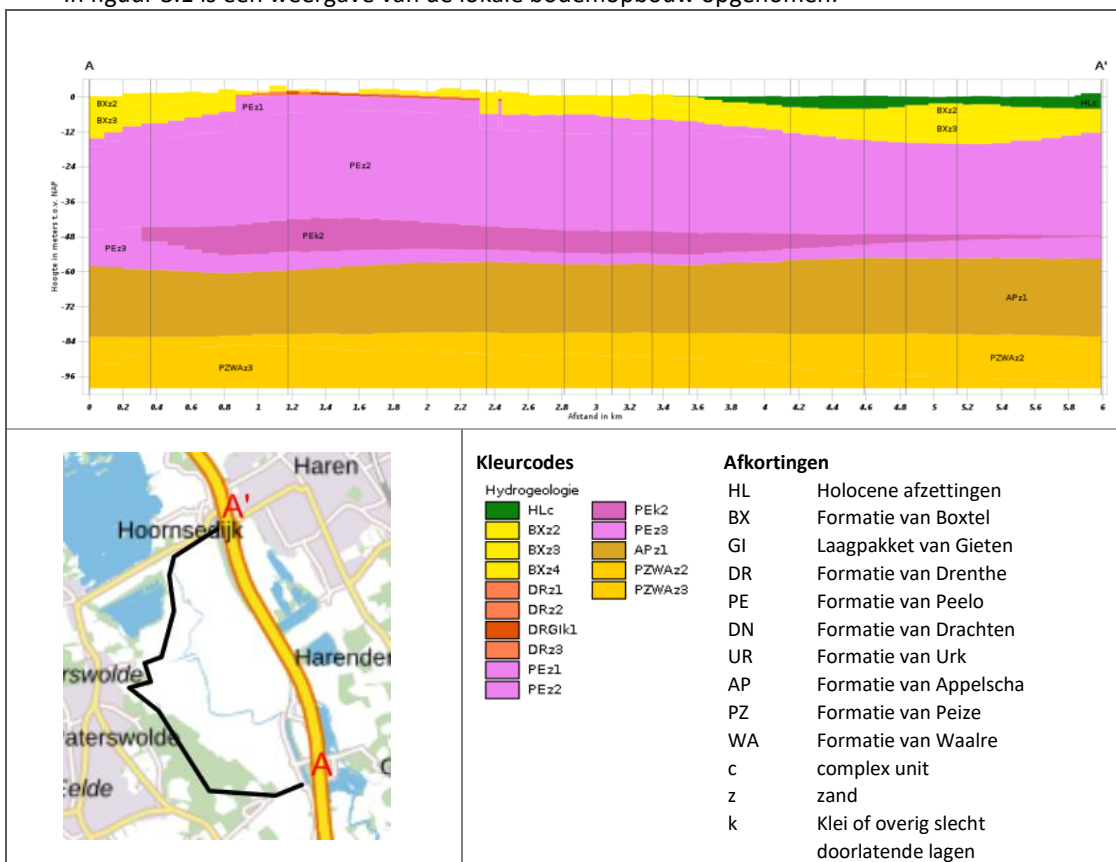 In figuur 3.1 is een weergave van de lokale bodemopbouw opgenomen.
A
A'
Hoogte in meters t.o.v. NAP
0
-12
-24
-36
-48
-60
-72
-84
-96
BXz2
BXz3
PEz1
PEz2
PEz3
PEk2
HLc
BXz2
BXz3
APz1
PZWAz3
PZWAz2
0 0.2 0.4 0.6 0.8 1 1.2 1.4 1.6 1.8 2 2.2 2.4 2.6 2.8 3 3.2 3.4 3.6 3.8 4 4.2 4.4 4.6 4.8 5 5.2 5.4 5.6 5.8 6
Afstand in km
Haren
A'
Hoornsedijk
Harender
rswolde
aterswolde
A
Eelde
Kleurcodes
Hydrogeologie
HLc
BXz2
BXz3
BXz4
DRz1
DRz2
DRGIk1
DRz3
PEz1
PEz2
PEk2
PEz3
APz1
PZWAz2
PZWAz3
Afkortingen
HL Holocene afzettingen
BX Formatie van Boxtel
GI Laagpakket van Gieten
DR Formatie van Drenthe
PE Formatie van Peelo
DN Formatie van Drachten
UR Formatie van Urk
AP Formatie van Appelscha
PZ Formatie van Peize
WA Formatie van Waalre
c complex unit
z zand
k Klei of overig slecht
doorlatende lagen